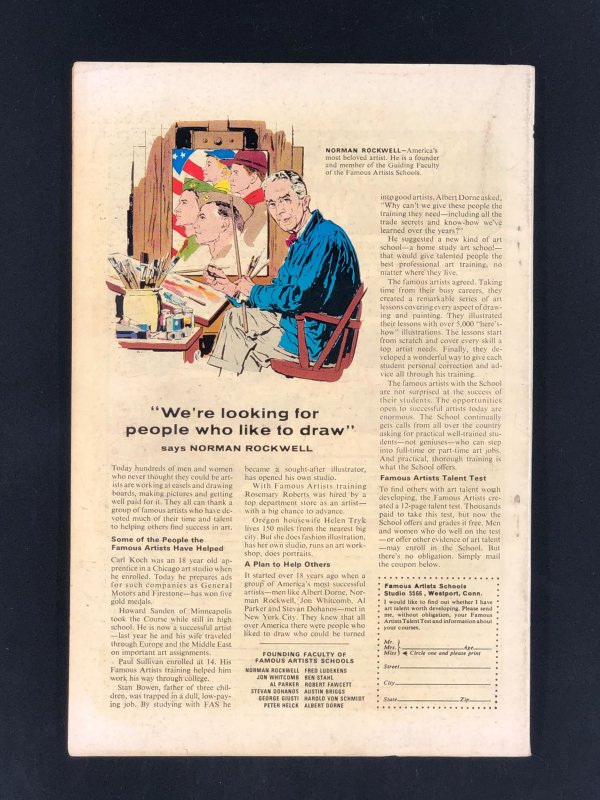 NORMAN ROCKWELL—America's
most beloved artist. He is a founder
and member of the Guiding Faculty
of the Famous Artists Schools.
"We're looking for
people who like to draw"
says NORMAN ROCKWELL
Today hundreds of men and women
who never thought they could be art-
ists are working at easels and drawing
boards, making pictures and getting
well paid for it. They all can thank a
group of famous artists who have de-
voted much of their time and talent
to helping others find success in art.
Some of the People the
Famous Artists Have Helped
Carl Koch was an 18 year old ap-
prentice in a Chicago art studio when
he enrolled. Today he prepares ads
for such companies as General
Motors and Firestone—has won five
gold medals.
Howard Sanden of Minneapolis
took the Course while still in high
school. He is now a successful artist
—last year he and his wife traveled
through Europe and the Middle East
on important art assignments.
Paul Sullivan enrolled at 14. His
Famous Artists training helped him
work his way through college.
Stan Bowen, father of three chil-
dren, was trapped in a dull, low-pay-
ing job. By studying with FAS he
became a sought-after illustrator,
has opened his own studio.
With Famous Artists training
Rosemary Roberts was hired by a
top department store as an artist—
with a big chance to advance.
Oregon housewife Helen Tryk
lives 150 miles from the nearest big
city. But she does fashion illustration,
has her own studio, runs an art work-
shop, does portraits.
A Plan to Help Others
It started over 18 years ago when a
group of America's most successful
artists—men like Albert Dorne, Nor-
man Rockwell, Jon Whitcomb, Al
Parker and Stevan Dohanos—met in
New York City. They knew that all
over America there were people who
liked to draw who could be turned
into good artists, Albert Dorne asked,
"Why can't we give these people the
training they need—including all the
trade secrets and know-how we've
learned over the years?"
He suggested a new kind of art
school—a home study art school—
that would give talented people the
best professional art training, no
matter where they live.
The famous artists agreed. Taking
time from their busy careers, they
created a remarkable series of art
lessons covering every aspect of draw-
ing and painting. They illustrated
their lessons with over 5,000 "here's-
how" illustrations. The lessons start
from scratch and cover every skill a
top artist needs. Finally, they de-
veloped a wonderful way to give each
student personal correction and ad-
vice all through his training.
The famous artists with the School
are not surprised at the success of
their students. The opportunities
open to successful artists today are
enormous. The School continually
gets calls from all over the country
asking for practical well-trained stu-
dents—not geniuses—who can step
into full-time or part-time art jobs.
And practical, thorough training is
what the School offers.
Famous Artists Talent Test
To find others with art talent worth
developing, the Famous Artists cre-
ated a 12-page talent test. Thousands
paid to take this test, but now the
School offers and grades it free. Men
and women who do well on the test
—or offer other evidence of art talent
—may enroll in the School. But
there's no obligation. Simply mail
the coupon below.
FOUNDING FACULTY OF
FAMOUS ARTISTS SCHOOLS
NORMAN ROCKWELL FRED LUDEKENS
JON WHITCOMB BEN STAHL
AL PARKER ROBERT FAWCETT
STEVAN DOHANOS AUSTIN BRIGGS
GEORGE GIUSTI HAROLD VON SCHMIDT
PETER HELCK ALBERT DORNE
Famous Artists Schools
Studio 5565, Westport, Conn.
I would like to find out whether I have
art talent worth developing. Please send
me, without obligation, your Famous
Artists Talent Test and information about
your courses.
Mr.
Mrs. Age
Miss Circle one and please print
Street
City
State Zip